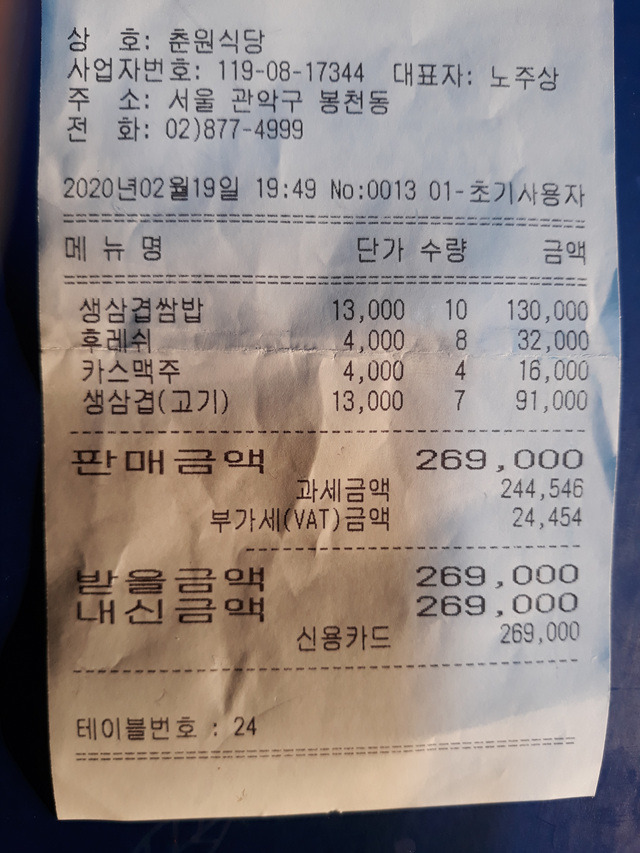 상 호: 춘원식당
사업자번호: 119-08-17344 대표자: 노주상
주 소: 서울 관악구 봉천동
전 화: 02)877-4999
2020년02월19일 19:49 No:0013 01-초기사용자
메 뉴 명 단가 수량 금액
생삼겹쌈밥 13,000 10 130,000
후레쉬 4,000 8 32,000
카스맥주 4,000 4 16,000
생삼겹(고기) 13,000 7 91,000
판매금액 269,000
과세금액 244,546
부가세(VAT)금액 24,454
받을금액 269,000
내신금액 269,000
신용카드 269,000
테이블번호 : 24